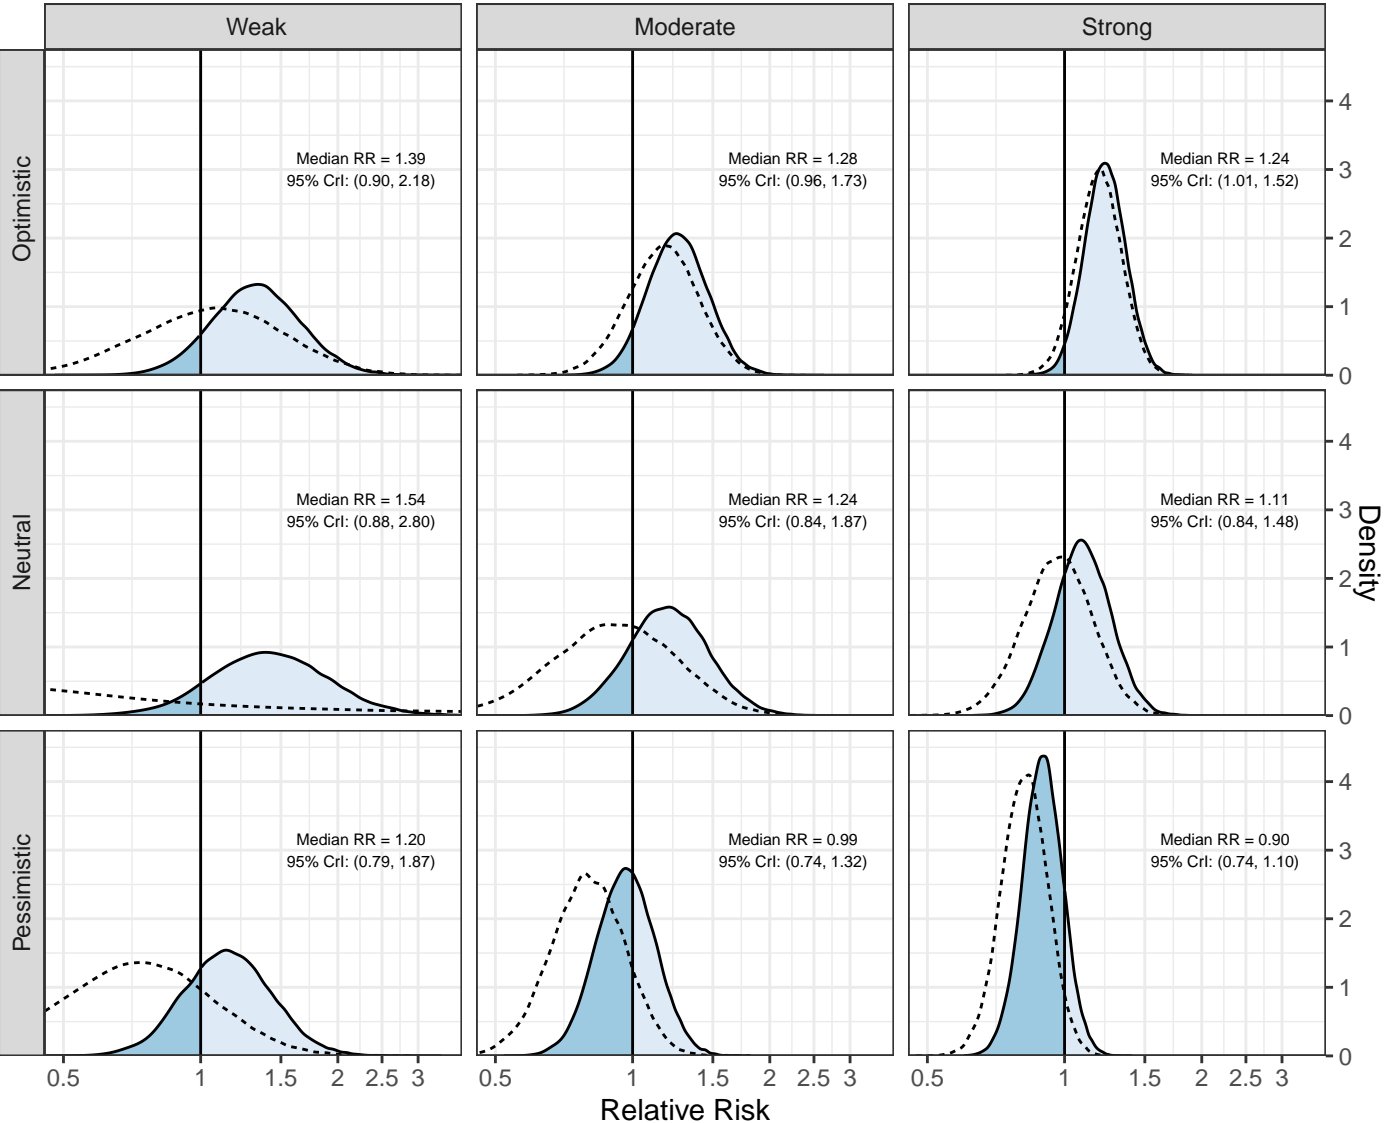 Weak
Moderate
Strong
Optimistic
Median RR = 1.39
95% CrI: (0.90, 2.18)
Median RR = 1.28
95% CrI: (0.96, 1.73)
Median RR = 1.24
95% CrI: (1.01, 1.52)
4
3
2
1
0
Neutral
Median RR = 1.54
95% CrI: (0.88, 2.80)
Median RR = 1.24
95% CrI: (0.84, 1.87)
Median RR = 1.11
95% CrI: (0.84, 1.48)
4
3
2
1
0
Density
Pessimistic
Median RR = 1.20
95% CrI: (0.79, 1.87)
Median RR = 0.99
95% CrI: (0.74, 1.32)
Median RR = 0.90
95% CrI: (0.74, 1.10)
4
3
2
1
0
0.5 1 1.5 2 2.5 3
0.5 1 1.5 2 2.5 3
0.5 1 1.5 2 2.5 3
Relative Risk